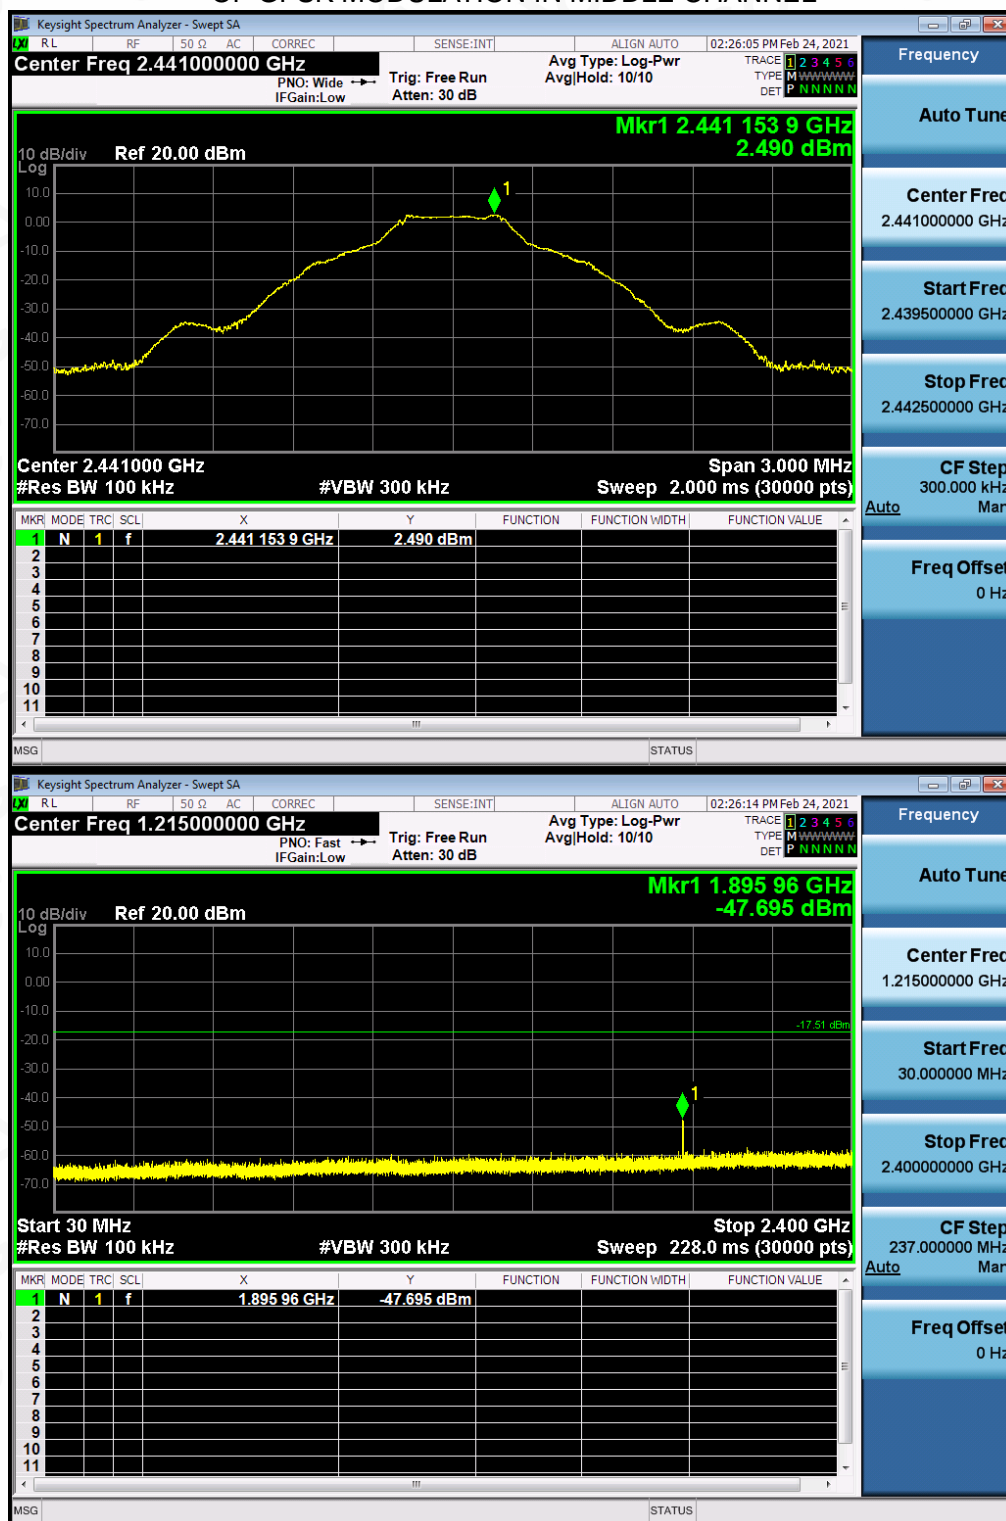 OF GFSK MODULATION IN MIDDLE CHANNEL
Keysight Spectrum Analyzer - Swept SA
LXI RL RF 50 Ω AC CORREC SENSE:INT ALIGN AUTO 02:26:05 PM Feb 24, 2021
Center Freq 2.441000000 GHz
PNO: Wide
IFGain:Low
Trig: Free Run
Atten: 30 dB
Avg Type: Log-Pwr
Avg|Hold: 10/10
TRACE 1 2 3 4 5 6
TYPE M WWWWW
DET P N N N N N
Mkr1 2.441 153 9 GHz
2.490 dBm
10 dB/div Ref 20.00 dBm
Log
10.0
0.00
-10.0
-20.0
-30.0
-40.0
-50.0
-60.0
-70.0
1
Center 2.441000 GHz Span 3.000 MHz
#Res BW 100 kHz #VBW 300 kHz Sweep 2.000 ms (30000 pts)
MKR MODE TRC SCL X Y FUNCTION FUNCTION WIDTH FUNCTION VALUE
1 N 1 f 2.441 153 9 GHz 2.490 dBm
2
3
4
5
6
7
8
9
10
11
MSG STATUS
Frequency
Auto Tune
Center Freq
2.441000000 GHz
Start Freq
2.439500000 GHz
Stop Freq
2.442500000 GHz
CF Step
300.000 kHz
Auto Man
Freq Offset
0 Hz
Keysight Spectrum Analyzer - Swept SA
LXI RL RF 50 Ω AC CORREC SENSE:INT ALIGN AUTO 02:26:14 PM Feb 24, 2021
Center Freq 1.215000000 GHz
PNO: Fast
IFGain:Low
Trig: Free Run
Atten: 30 dB
Avg Type: Log-Pwr
Avg|Hold: 10/10
TRACE 1 2 3 4 5 6
TYPE M WWWWW
DET P N N N N N
Mkr1 1.895 96 GHz
-47.695 dBm
10 dB/div Ref 20.00 dBm
Log
10.0
0.00
-10.0
-20.0
-30.0
-40.0
-50.0
-60.0
-70.0
-17.51 dBm
1
Start 30 MHz Stop 2.400 GHz
#Res BW 100 kHz #VBW 300 kHz Sweep 228.0 ms (30000 pts)
MKR MODE TRC SCL X Y FUNCTION FUNCTION WIDTH FUNCTION VALUE
1 N 1 f 1.895 96 GHz -47.695 dBm
2
3
4
5
6
7
8
9
10
11
MSG STATUS
Frequency
Auto Tune
Center Freq
1.215000000 GHz
Start Freq
30.000000 MHz
Stop Freq
2.400000000 GHz
CF Step
237.000000 MHz
Auto Man
Freq Offset
0 Hz